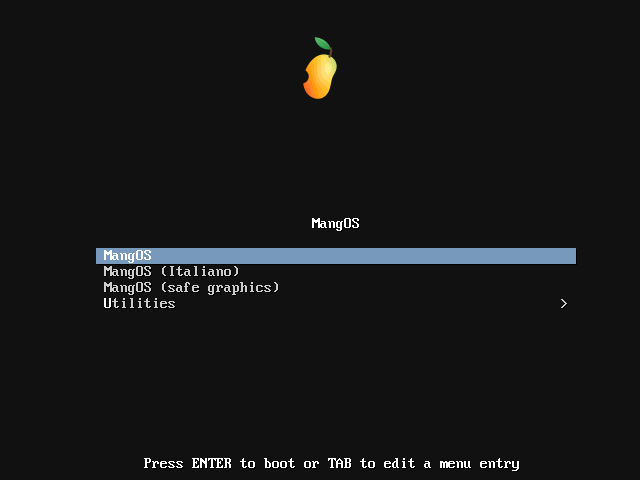 MangOS
MangOS
MangOS (Italiano)
MangOS (safe graphics)
Utilities >
Press ENTER to boot or TAB to edit a menu entry